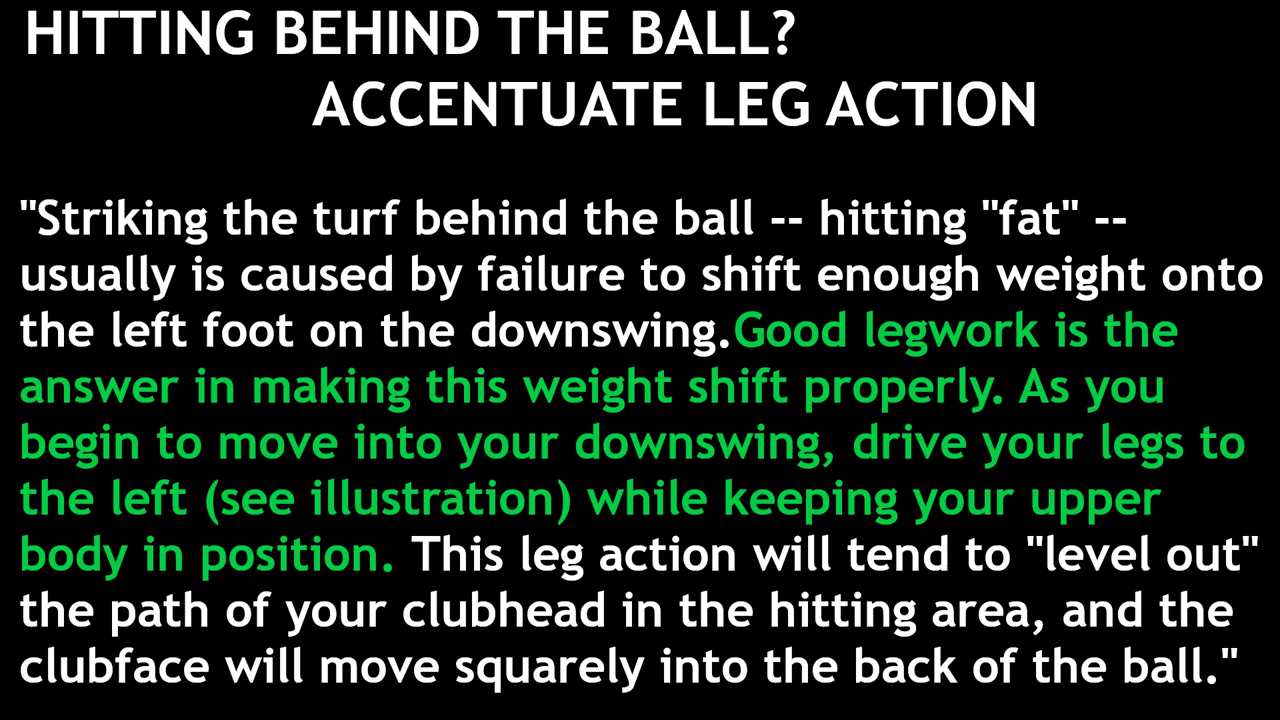 HITTING BEHIND THE BALL?
ACCENTUATE LEG ACTION
"Striking the turf behind the ball -- hitting "fat" --
usually is caused by failure to shift enough weight onto
the left foot on the downswing.Good legwork is the
answer in making this weight shift properly. As you
begin to move into your downswing, drive your legs to
the left (see illustration) while keeping your upper
body in position. This leg action will tend to "level out"
the path of your clubhead in the hitting area, and the
clubface will move squarely into the back of the ball."